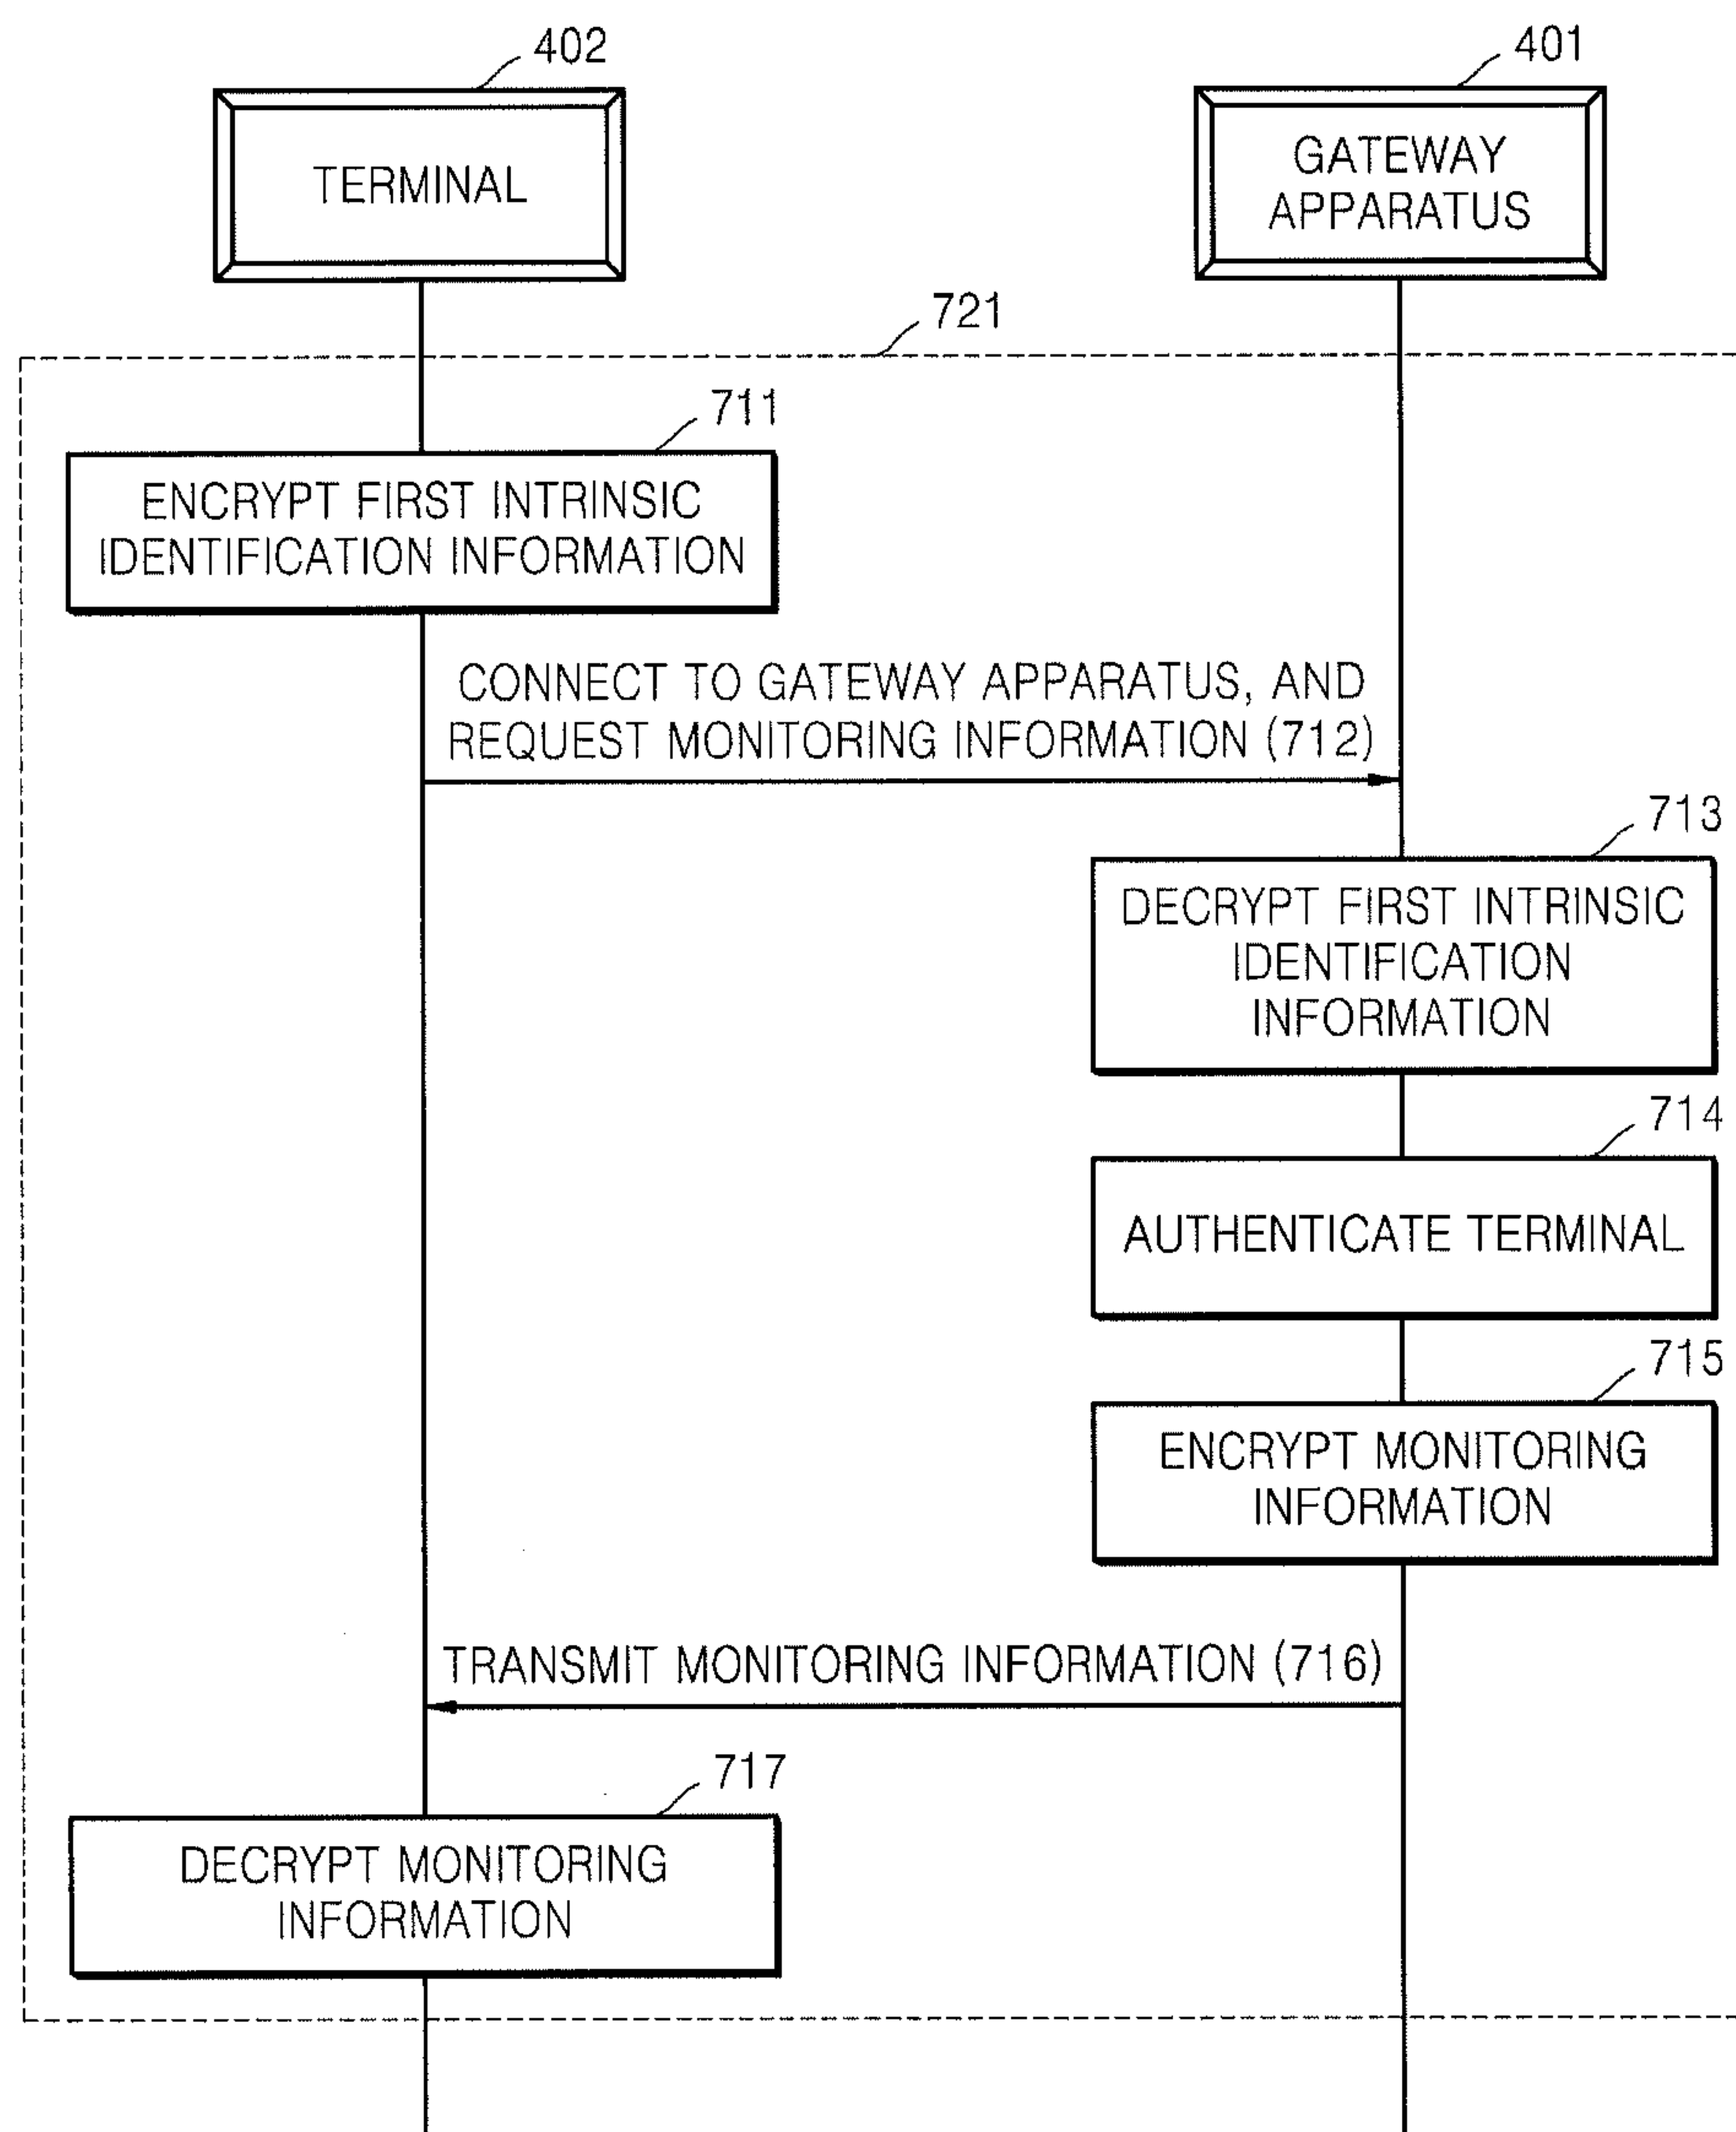 402
401
TERMINAL
GATEWAY
APPARATUS
721
711
ENCRYPT FIRST INTRINSIC
IDENTIFICATION INFORMATION
CONNECT TO GATEWAY APPARATUS, AND
REQUEST MONITORING INFORMATION (712)
713
DECRYPT FIRST INTRINSIC
IDENTIFICATION
INFORMATION
714
AUTHENTICATE TERMINAL
715
ENCRYPT MONITORING
INFORMATION
TRANSMIT MONITORING INFORMATION (716)
717
DECRYPT MONITORING
INFORMATION